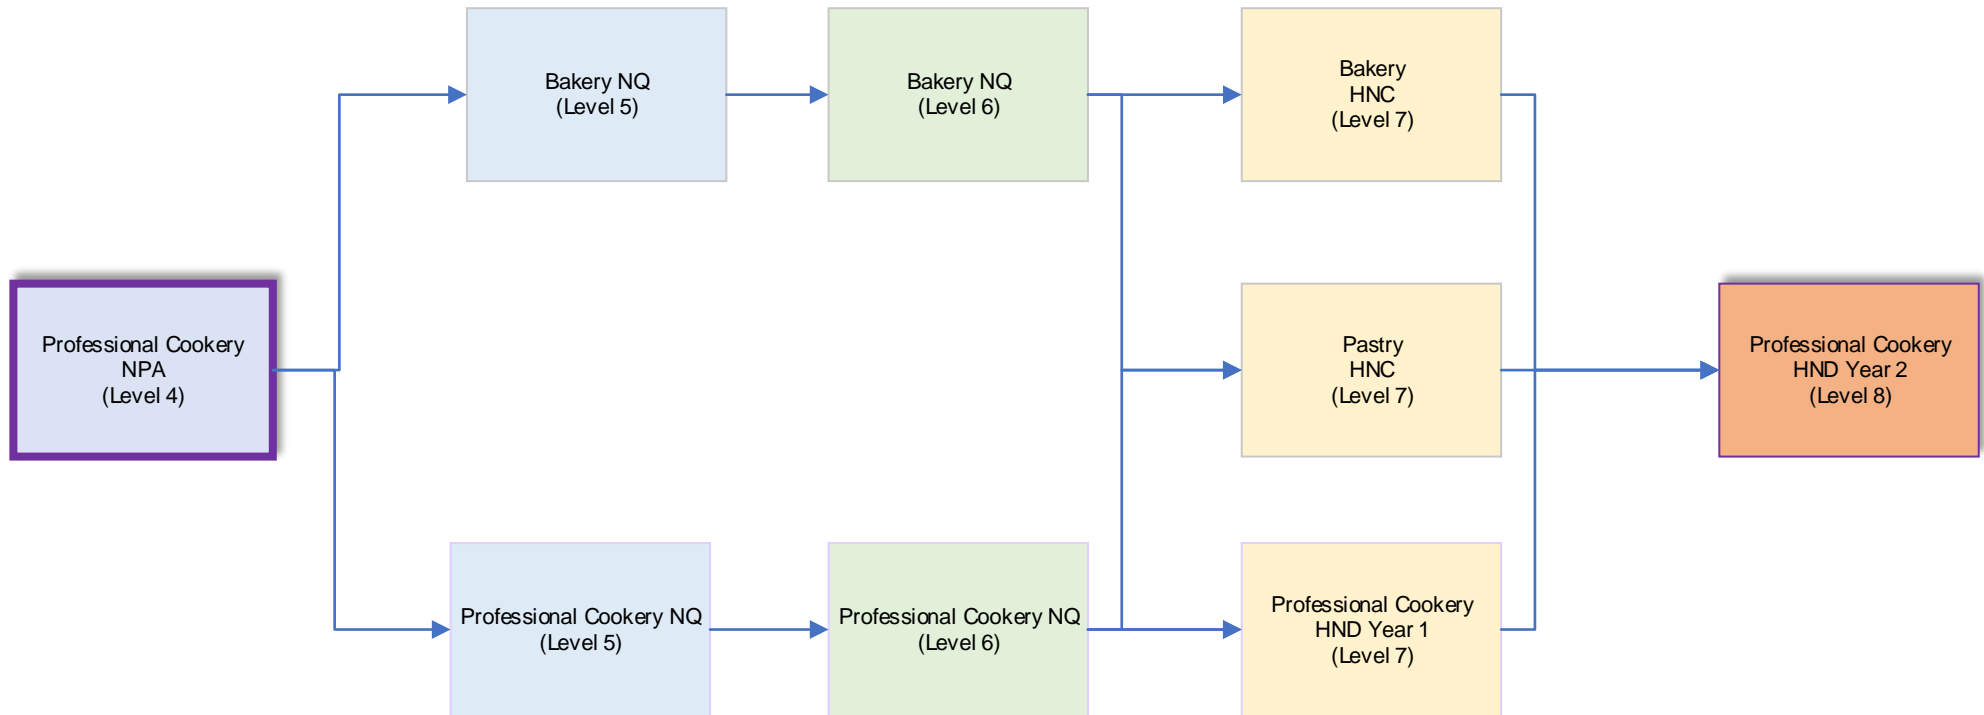 Bakery NQ
(Level 5)
Bakery NQ
(Level 6)
Bakery
HNC
(Level 7)
Professional Cookery
NPA
(Level 4)
Pastry
HNC
(Level 7)
Professional Cookery
HND Year 2
(Level 8)
Professional Cookery NQ
(Level 5)
Professional Cookery NQ
(Level 6)
Professional Cookery
HND Year 1
(Level 7)